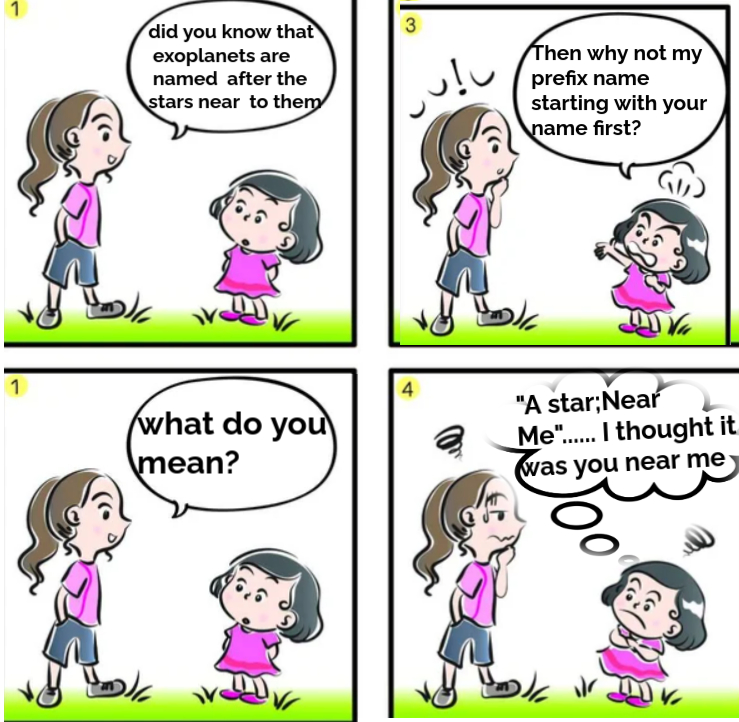 1
did you know that
exoplanets are
named after the
stars near to them
3
Then why not my
prefix name
starting with your
name first?
1
what do you
mean?
4
"A star;Near
Me"...... I thought it
was you near me